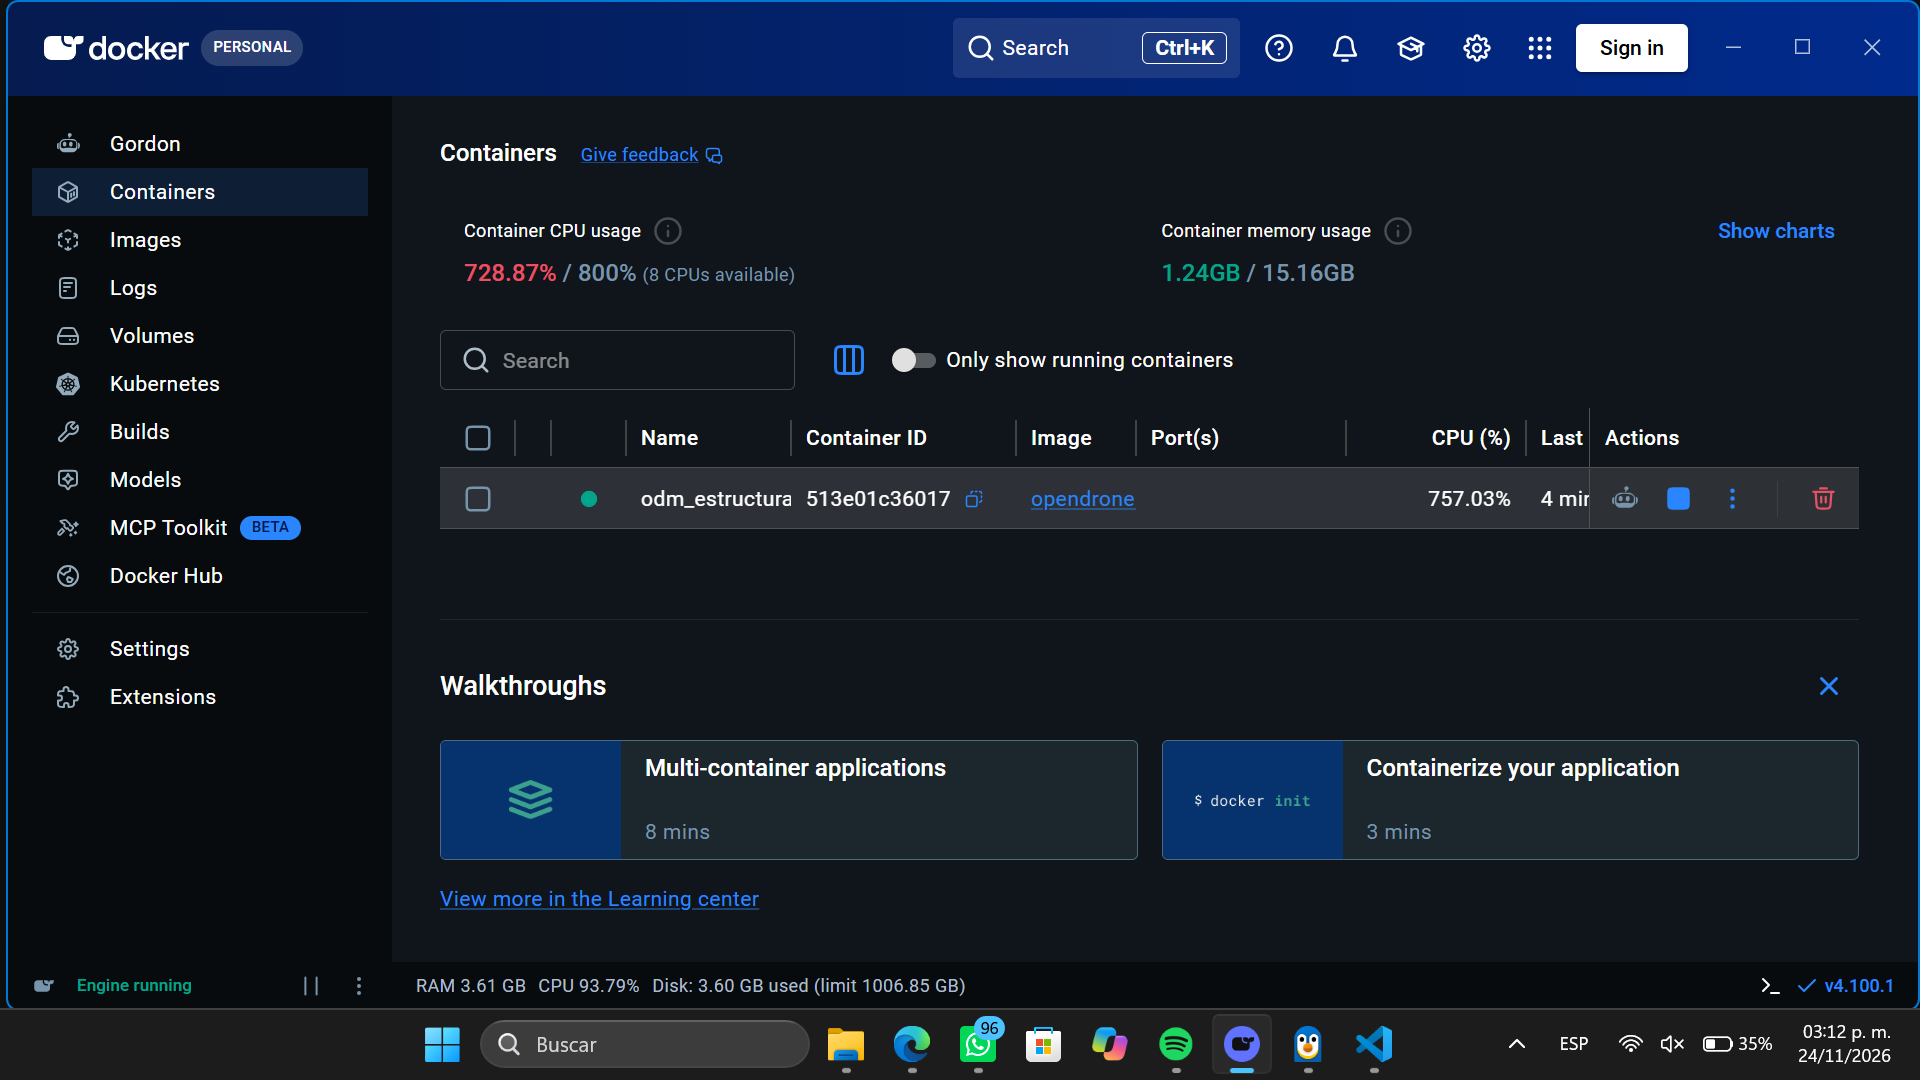 docker PERSONAL Search Ctrl+K Sign in
Gordon
Containers
Images
Logs
Volumes
Kubernetes
Builds
Models
MCP Toolkit BETA
Docker Hub
Settings
Extensions
Containers Give feedback
Container CPU usage
728.87% / 800% (8 CPUs available)
Container memory usage
1.24GB / 15.16GB
Show charts
Search
Only show running containers
Name Container ID Image Port(s) CPU (%) Last Actions
odm_estructura 513e01c36017 opendrone 757.03% 4 mir
Walkthroughs
Multi-container applications
8 mins
$ docker init
Containerize your application
3 mins
View more in the Learning center
Engine running
RAM 3.61 GB CPU 93.79% Disk: 3.60 GB used (limit 1006.85 GB)
v4.100.1
Buscar
96
ESP
35%
03:12 p. m.
24/11/2026